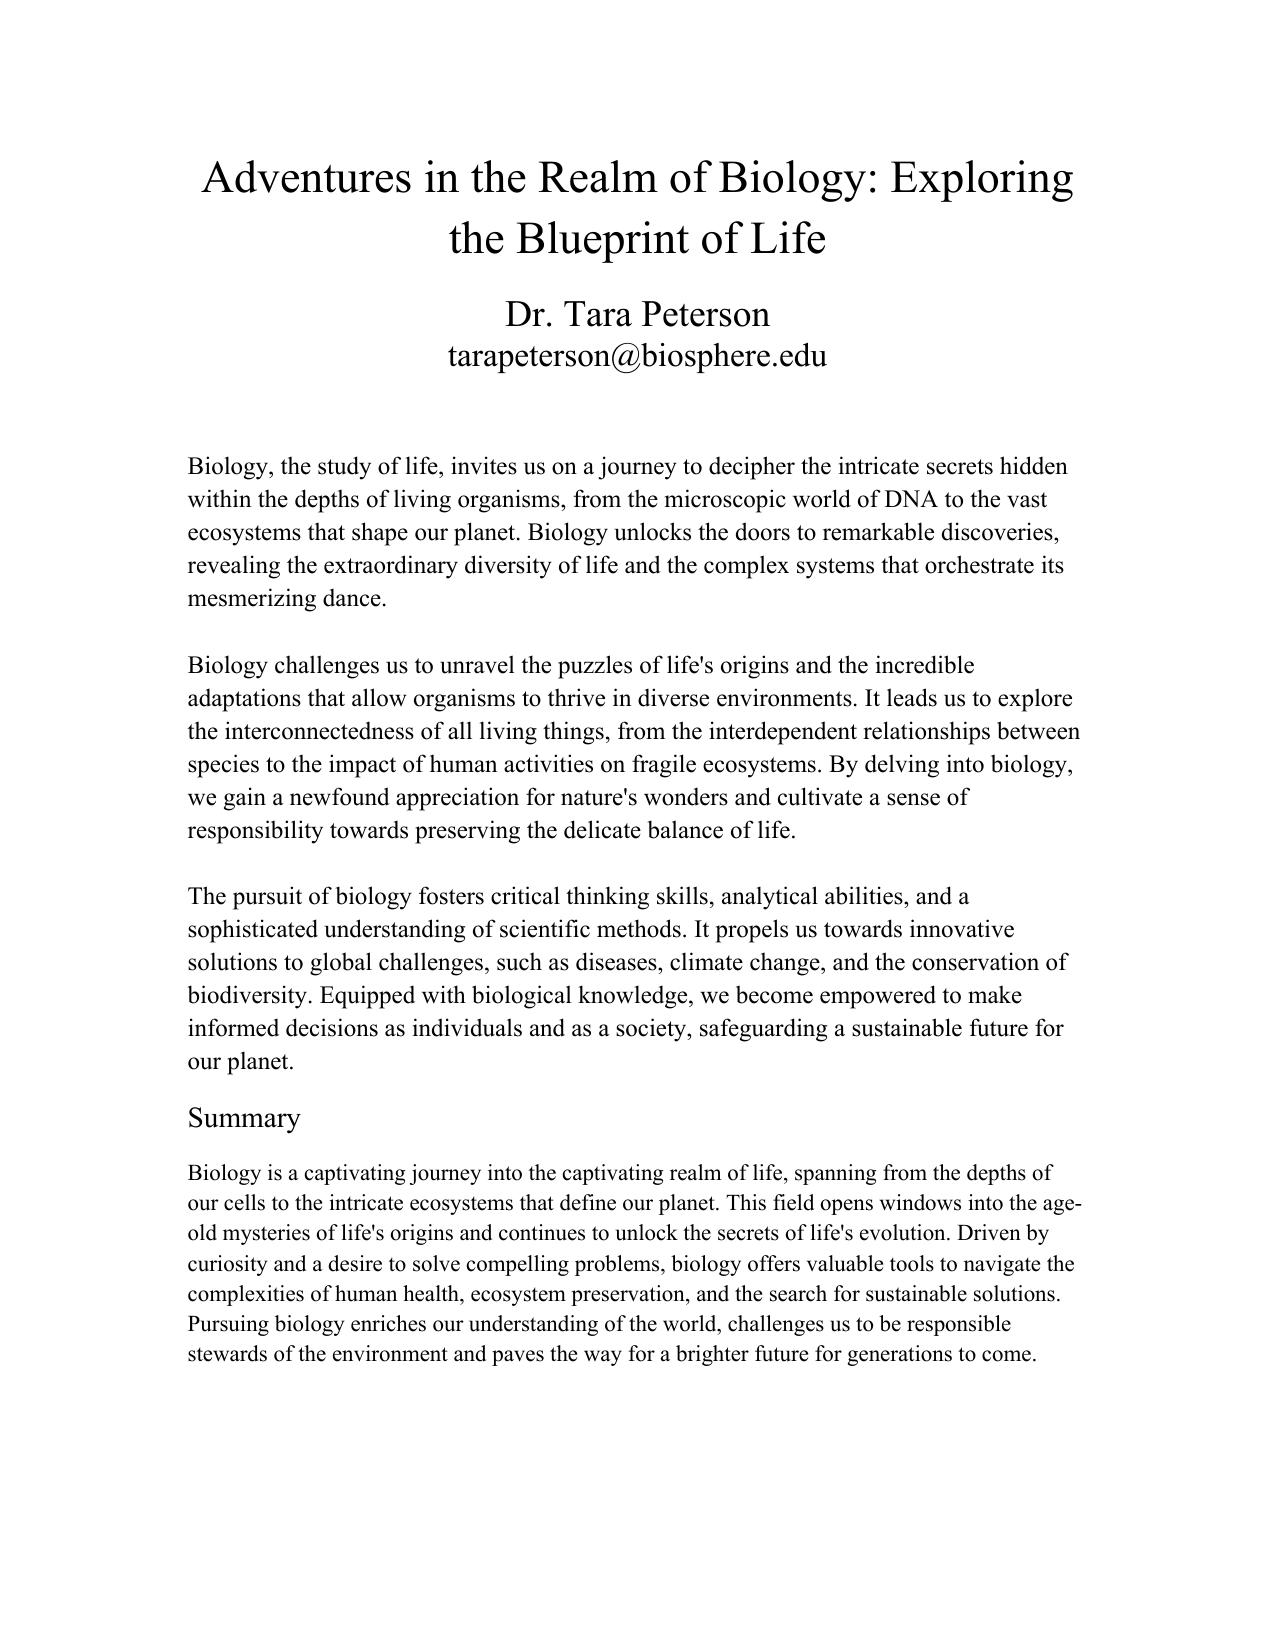 Adventures in the Realm of Biology: Exploring
the Blueprint of Life
Dr. Tara Peterson
tarapeterson@biosphere.edu
Biology, the study of life, invites us on a journey to decipher the intricate secrets hidden
within the depths of living organisms, from the microscopic world of DNA to the vast
ecosystems that shape our planet. Biology unlocks the doors to remarkable discoveries,
revealing the extraordinary diversity of life and the complex systems that orchestrate its
mesmerizing dance.
Biology challenges us to unravel the puzzles of life's origins and the incredible
adaptations that allow organisms to thrive in diverse environments. It leads us to explore
the interconnectedness of all living things, from the interdependent relationships between
species to the impact of human activities on fragile ecosystems. By delving into biology,
we gain a newfound appreciation for nature's wonders and cultivate a sense of
responsibility towards preserving the delicate balance of life.
The pursuit of biology fosters critical thinking skills, analytical abilities, and a
sophisticated understanding of scientific methods. It propels us towards innovative
solutions to global challenges, such as diseases, climate change, and the conservation of
biodiversity. Equipped with biological knowledge, we become empowered to make
informed decisions as individuals and as a society, safeguarding a sustainable future for
our planet.
Summary
Biology is a captivating journey into the captivating realm of life, spanning from the depths of
our cells to the intricate ecosystems that define our planet. This field opens windows into the age-
old mysteries of life's origins and continues to unlock the secrets of life's evolution. Driven by
curiosity and a desire to solve compelling problems, biology offers valuable tools to navigate the
complexities of human health, ecosystem preservation, and the search for sustainable solutions.
Pursuing biology enriches our understanding of the world, challenges us to be responsible
stewards of the environment and paves the way for a brighter future for generations to come.